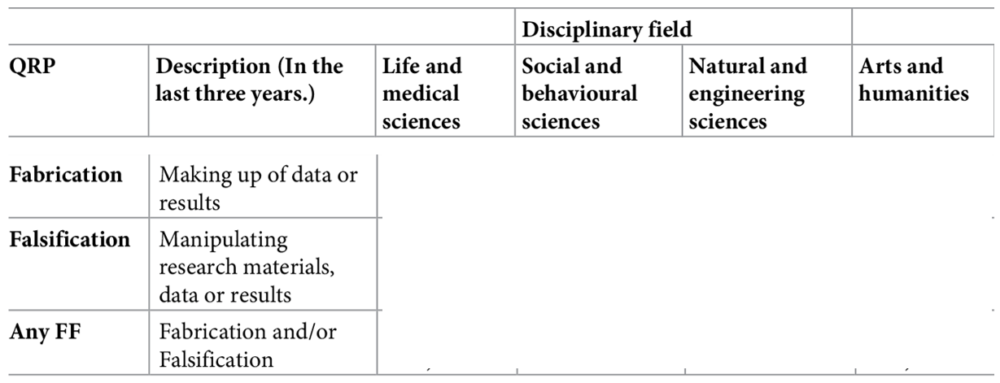 Disciplinary field
QRP Description (In the last three years.) Life and medical sciences Social and behavioural sciences Natural and engineering sciences Arts and humanities
Fabrication Making up of data or results
Falsification Manipulating research materials, data or results
Any FF Fabrication and/or Falsification